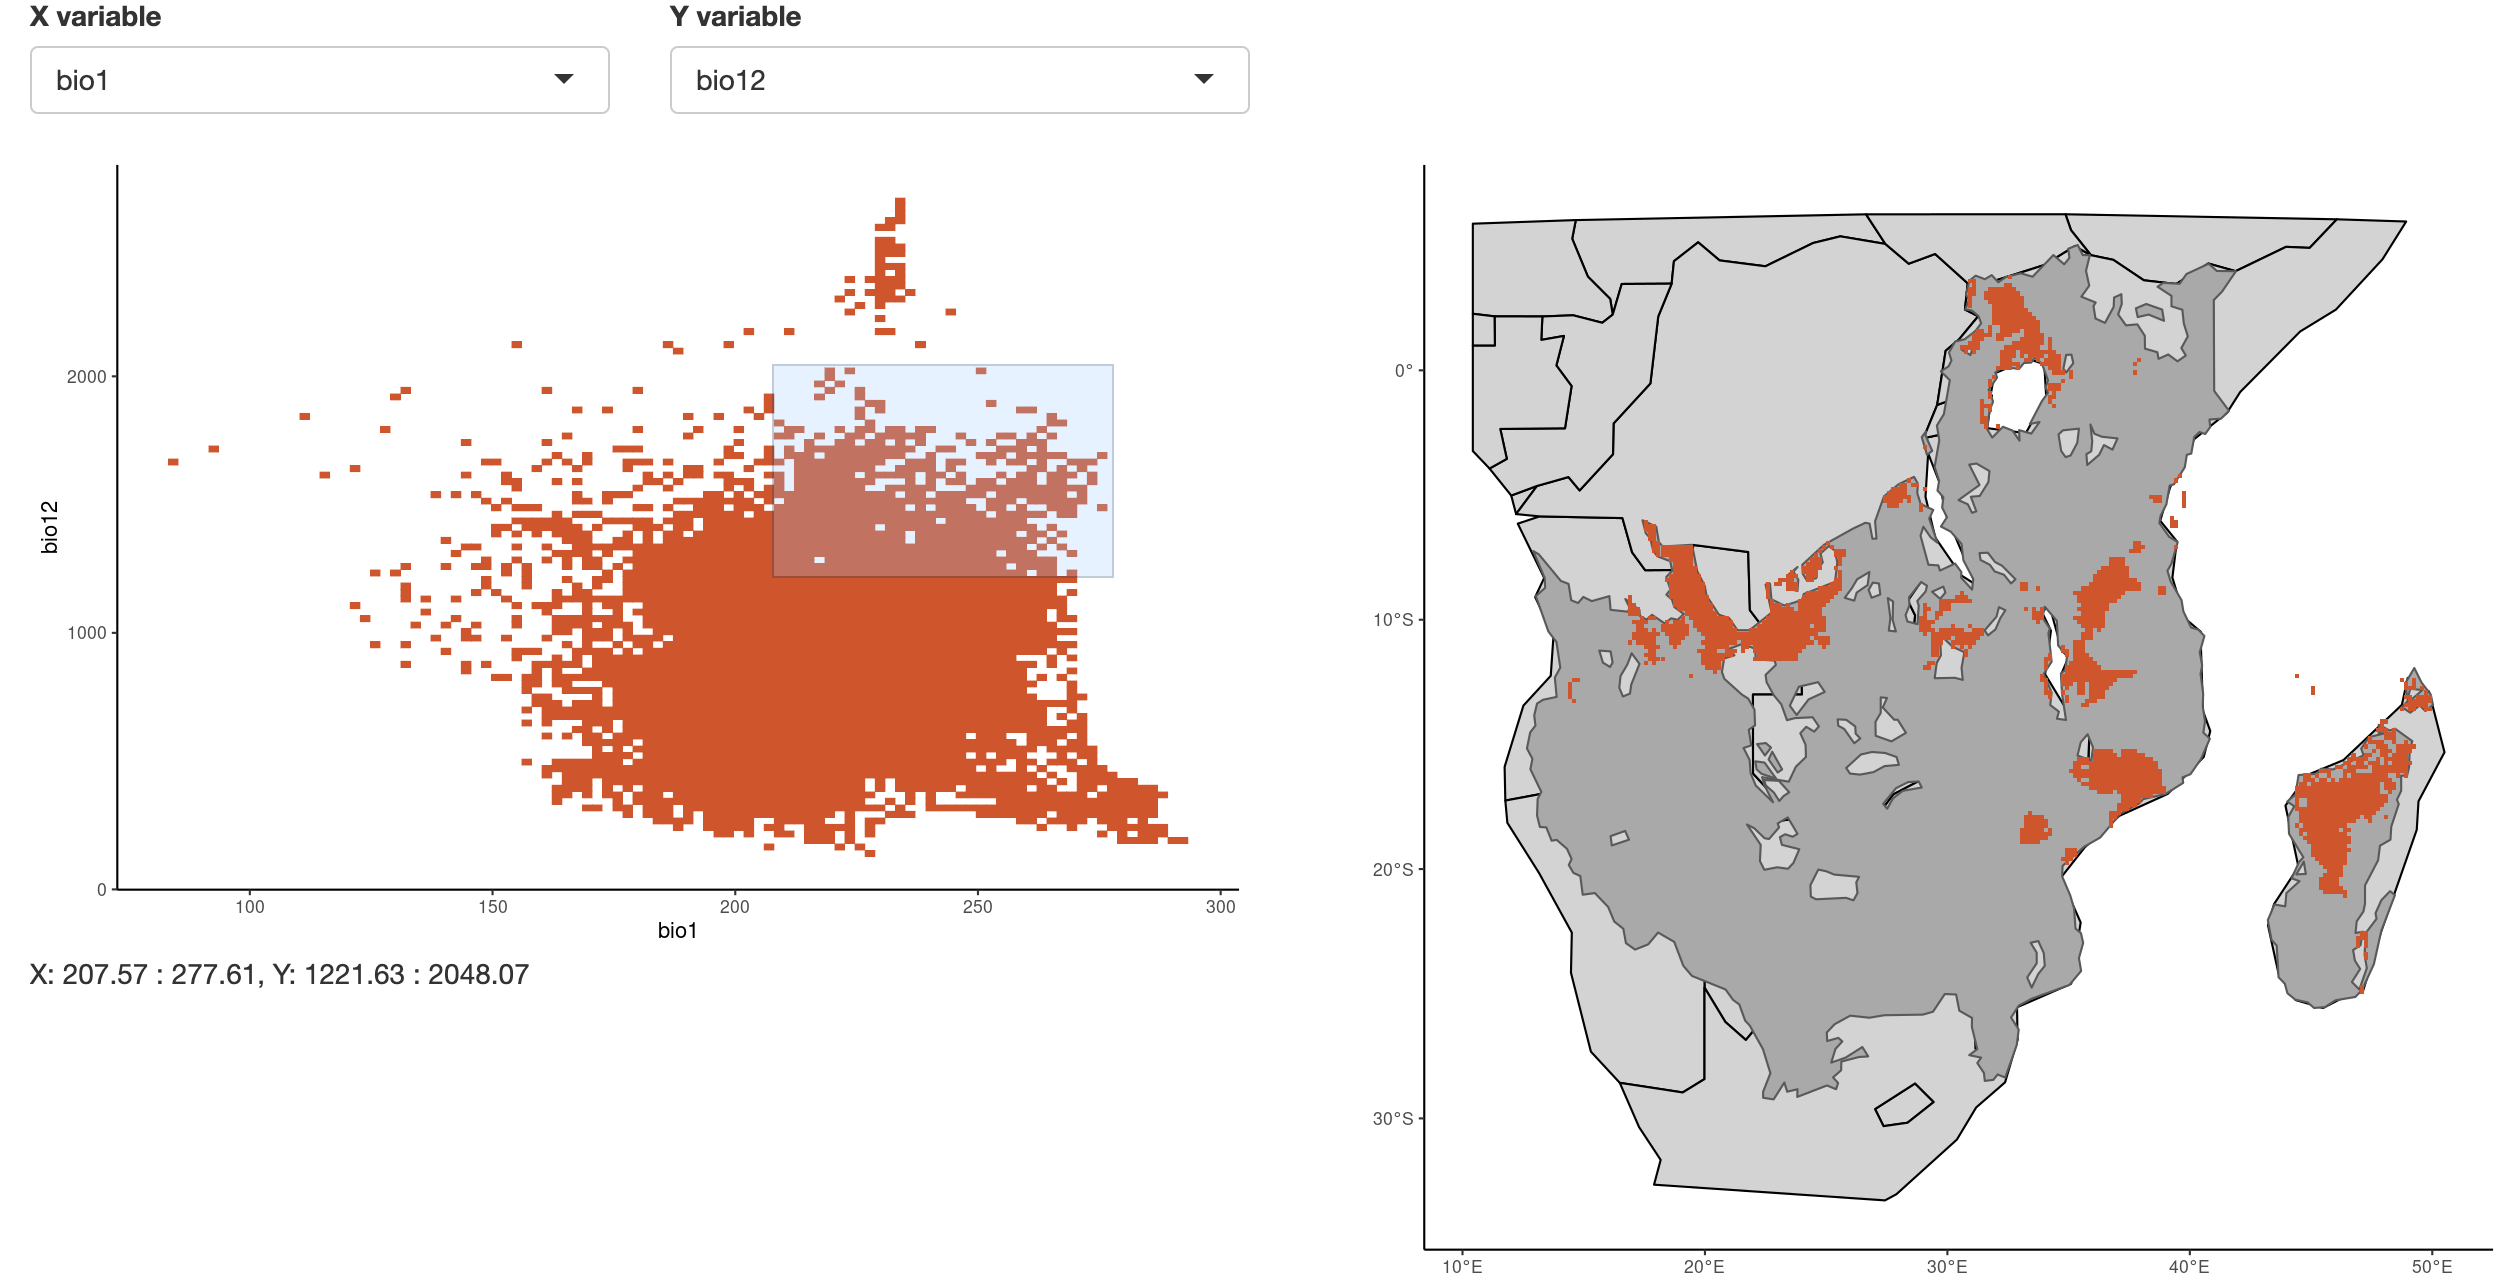 X variable
Y variable
bio1
bio12
2000
1000
0
bio12
100
150
200
250
300
bio1
X: 207.57 : 277.61, Y: 1221.63 : 2048.07
0°
10°S
20°S
30°S
10°E
20°E
30°E
40°E
50°E